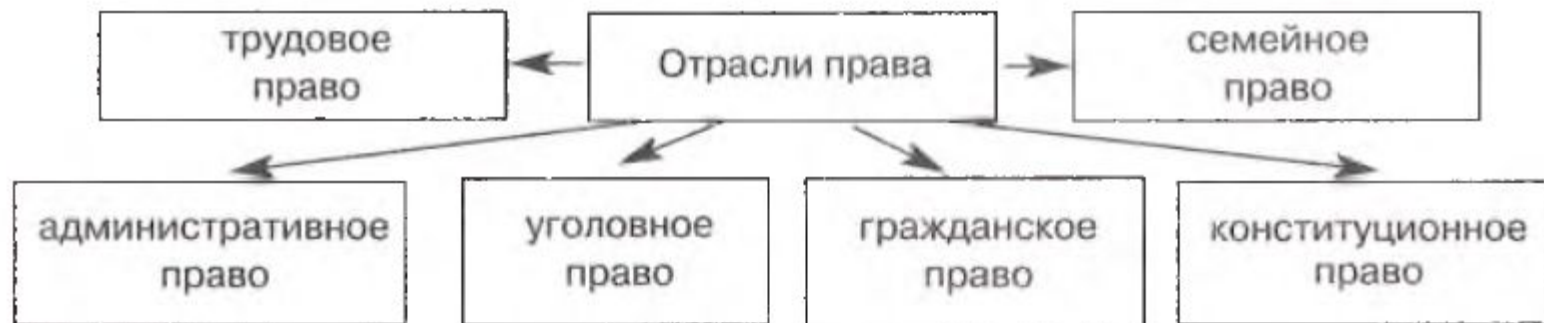 трудовое
право
Отрасли права
семейное
право
административное
право
уголовное
право
гражданское
право
конституционное
право